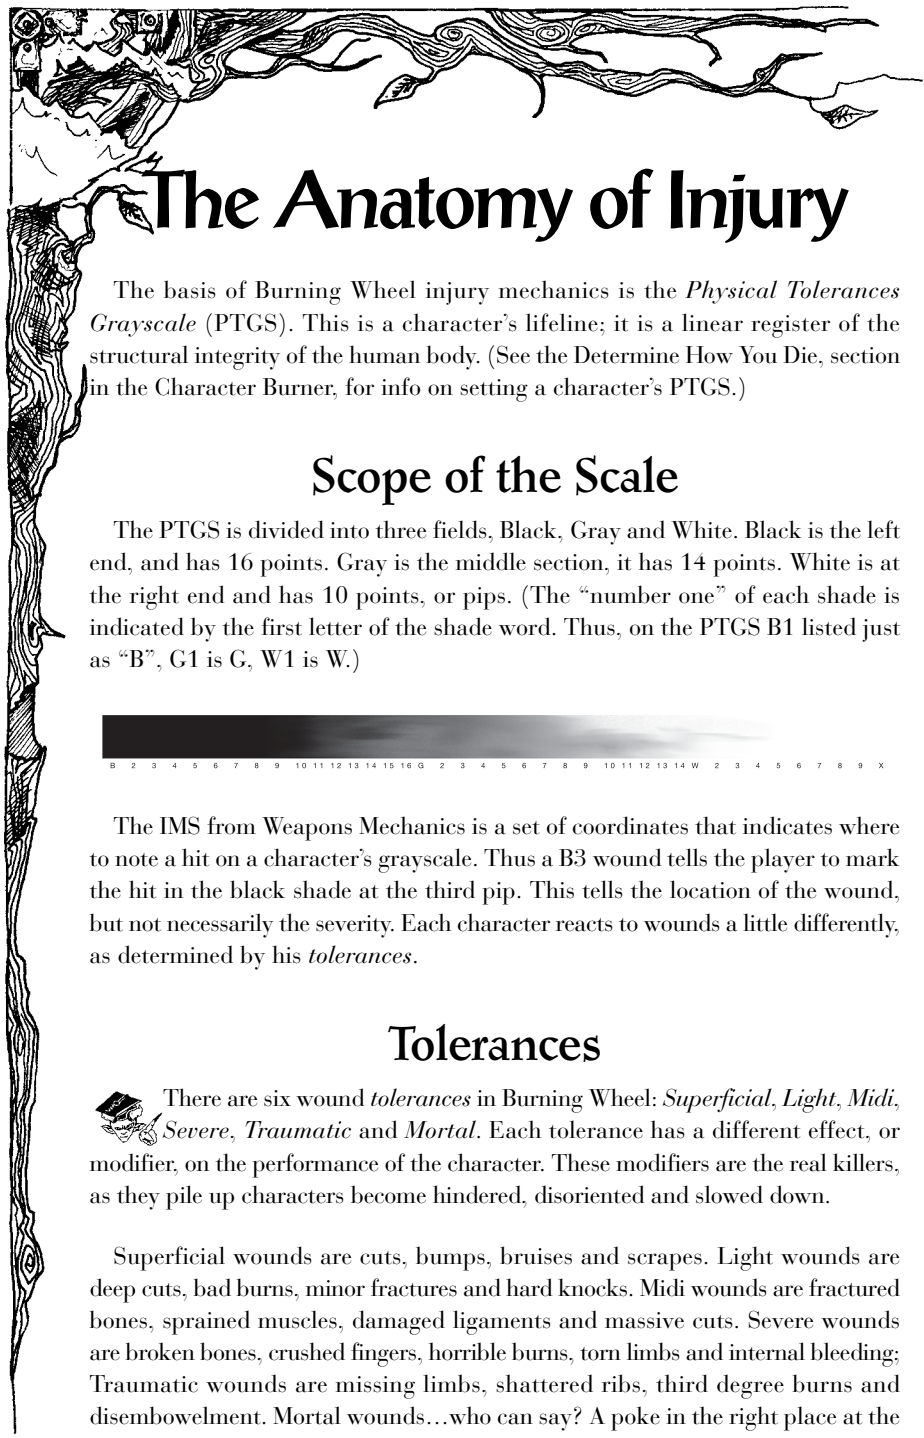 The Anatomy of Injury
The basis of Burning Wheel injury mechanics is the Physical Tolerances
Grayscale (PTGS). This is a character’s lifeline; it is a linear register of the
structural integrity of the human body. (See the Determine How You Die, section
in the Character Burner, for info on setting a character’s PTGS.)
Scope of the Scale
The PTGS is divided into three fields, Black, Gray and White. Black is the left
end, and has 16 points. Gray is the middle section, it has 14 points. White is at
the right end and has 10 points, or pips. (The “number one” of each shade is
indicated by the first letter of the shade word. Thus, on the PTGS B1 listed just
as “B”, G1 is G, W1 is W.)
B 2 3 4 5 6 7 8 9 10 11 12 13 14 15 16 G 2 3 4 5 6 7 8 9 10 11 12 13 14 W 2 3 4 5 6 7 8 9 X
The IMS from Weapons Mechanics is a set of coordinates that indicates where
to note a hit on a character’s grayscale. Thus a B3 wound tells the player to mark
the hit in the black shade at the third pip. This tells the location of the wound,
but not necessarily the severity. Each character reacts to wounds a little differently,
as determined by his tolerances.
Tolerances
There are six wound tolerances in Burning Wheel: Superficial, Light, Midi,
Severe, Traumatic and Mortal. Each tolerance has a different effect, or
modifier, on the performance of the character. These modifiers are the real killers,
as they pile up characters become hindered, disoriented and slowed down.
Superficial wounds are cuts, bumps, bruises and scrapes. Light wounds are
deep cuts, bad burns, minor fractures and hard knocks. Midi wounds are fractured
bones, sprained muscles, damaged ligaments and massive cuts. Severe wounds
are broken bones, crushed fingers, horrible burns, torn limbs and internal bleeding;
Traumatic wounds are missing limbs, shattered ribs, third degree burns and
disembowelment. Mortal wounds…who can say? A poke in the right place at the